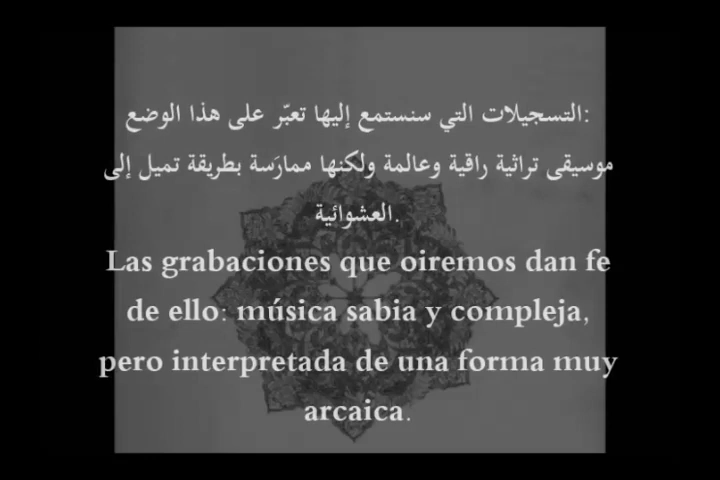 التسجيلات التي سنستمع إليها تعبّر على هذا الوضع:
موسيقى تراثية راقية وعالمة ولكنها ممارَسة بطريقة تميل إلى
العشوائية.
Las grabaciones que oiremos dan fe
de ello: música sabia y compleja,
pero interpretada de una forma muy
arcaica.